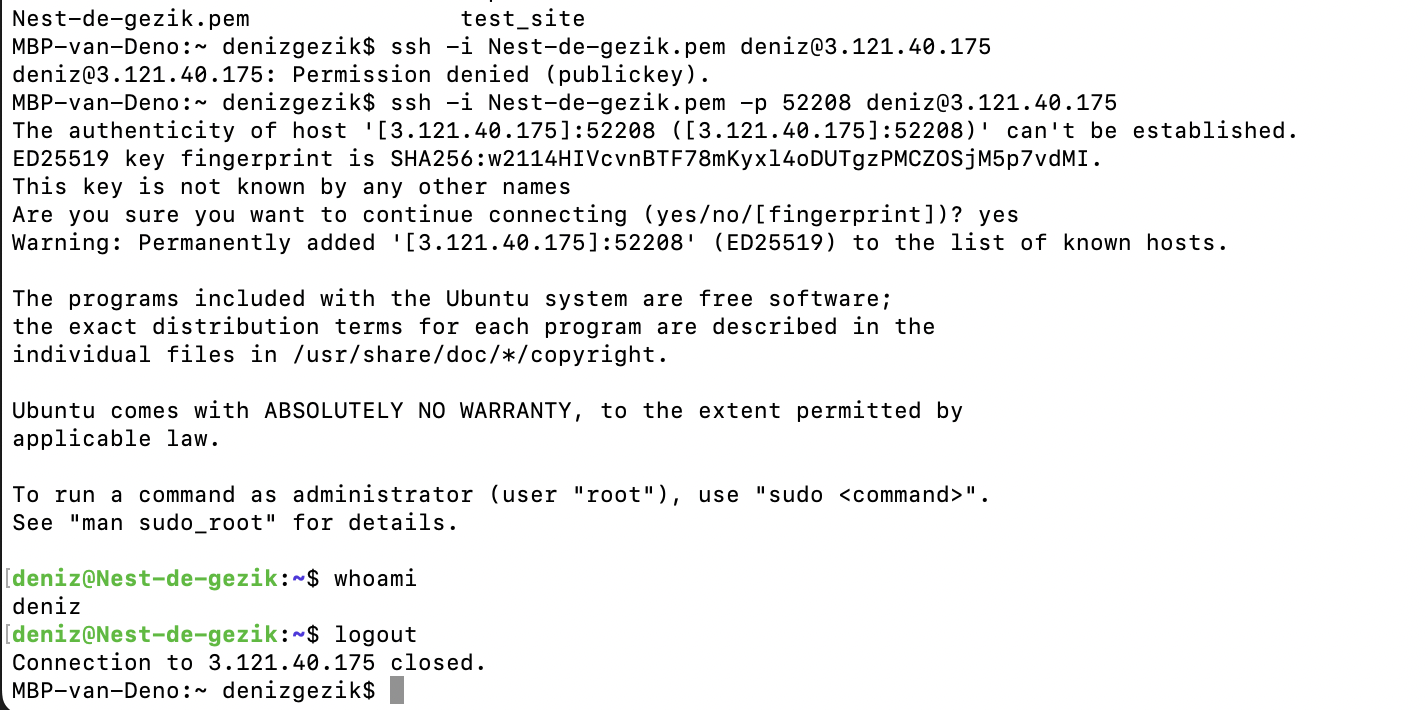 Nest-de-gezik.pem               test_site
MBP-van-Deno:~ denizgezik$ ssh -i Nest-de-gezik.pem deniz@3.121.40.175
deniz@3.121.40.175: Permission denied (publickey).
MBP-van-Deno:~ denizgezik$ ssh -i Nest-de-gezik.pem -p 52208 deniz@3.121.40.175
The authenticity of host '[3.121.40.175]:52208 ([3.121.40.175]:52208)' can't be established.
ED25519 key fingerprint is SHA256:w2114HIVcvnBTF78mKyxl4oDUTgzPMCZOSjM5p7vdMI.
This key is not known by any other names
Are you sure you want to continue connecting (yes/no/[fingerprint])? yes
Warning: Permanently added '[3.121.40.175]:52208' (ED25519) to the list of known hosts.

The programs included with the Ubuntu system are free software;
the exact distribution terms for each program are described in the
individual files in /usr/share/doc/*/copyright.

Ubuntu comes with ABSOLUTELY NO WARRANTY, to the extent permitted by
applicable law.

To run a command as administrator (user "root"), use "sudo <command>".
See "man sudo_root" for details.

[deniz@Nest-de-gezik:~$ whoami
deniz
[deniz@Nest-de-gezik:~$ logout
Connection to 3.121.40.175 closed.
MBP-van-Deno:~ denizgezik$